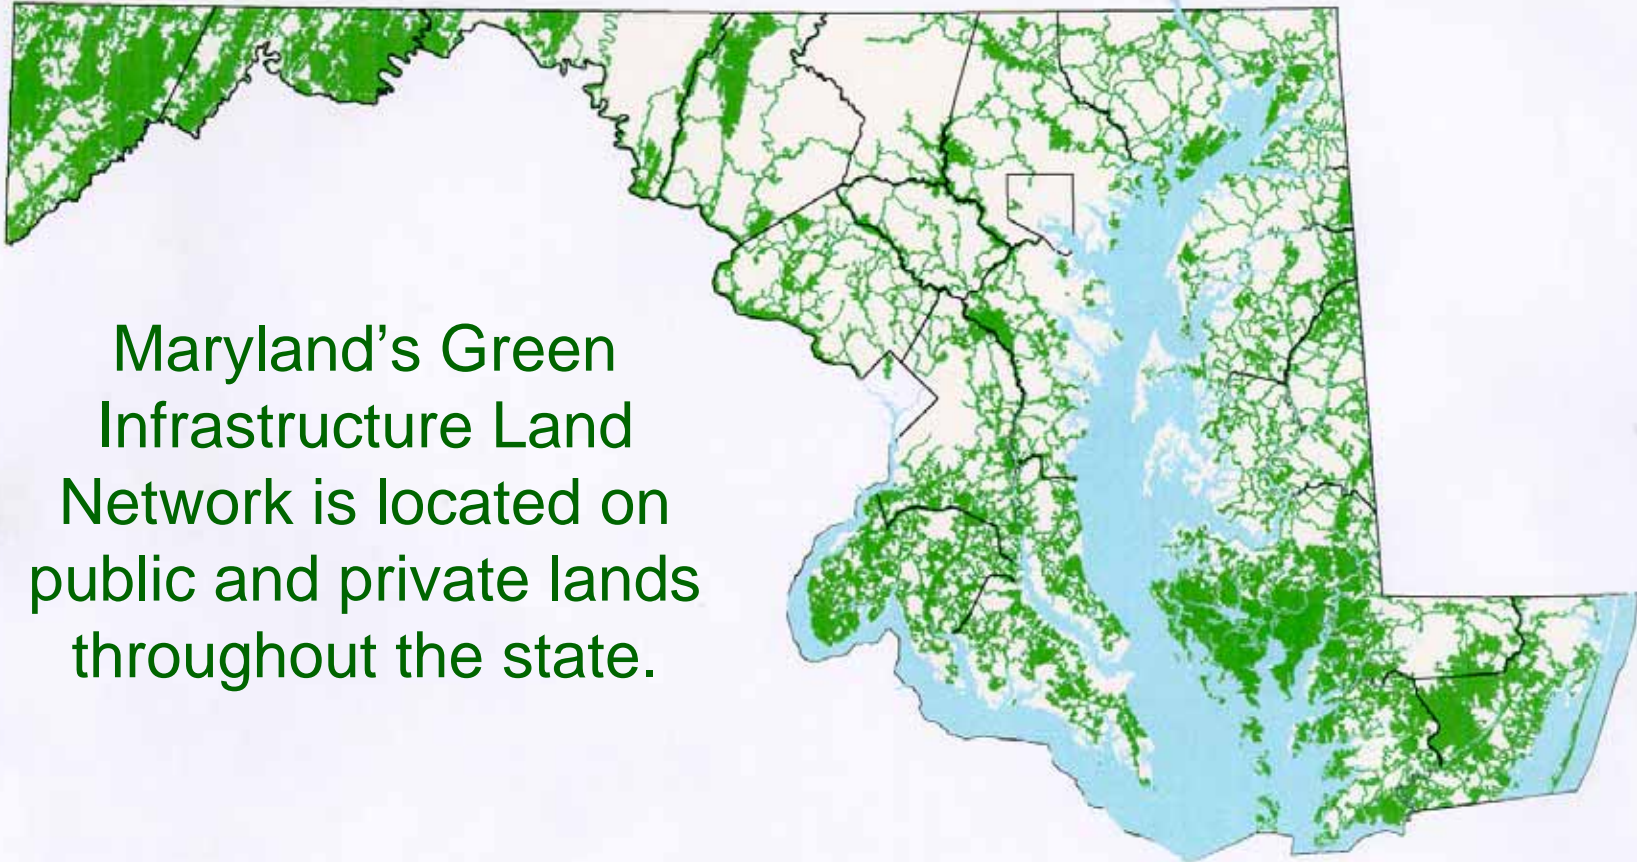 Maryland’s Green
Infrastructure Land
Network is located on
public and private lands
throughout the state.